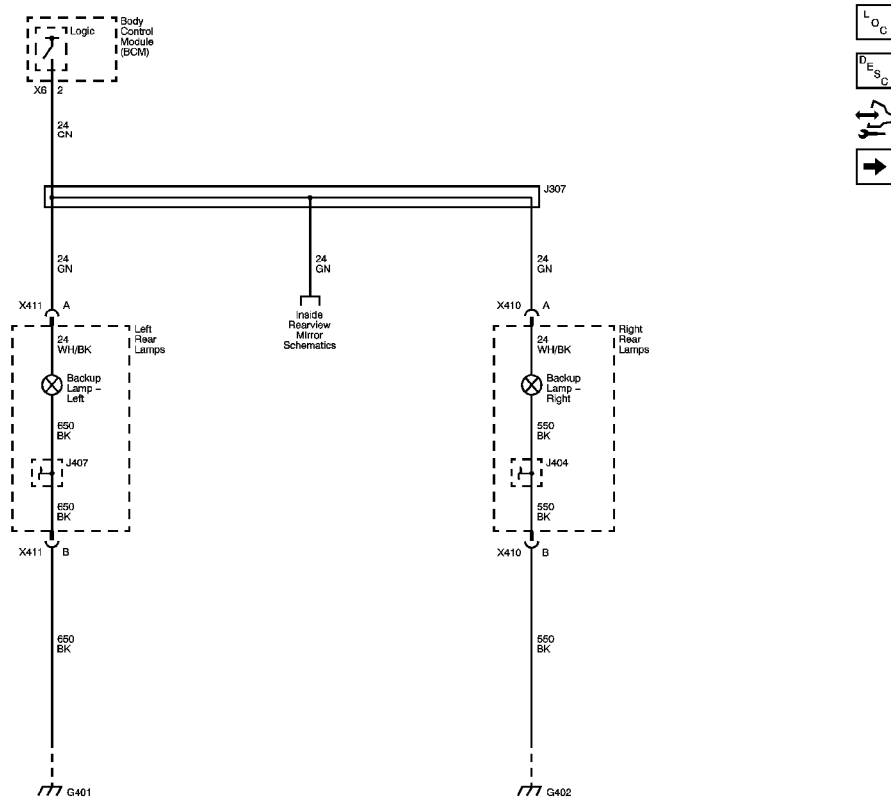 Logic
Body
Control
Module
(BCM)
X6 2
24
GN
J307
24
GN
24
GN
24
GN
X411 A
Inside
Rearview
Mirror
Schematics
X410 A
Left
Rear
Lamps
24
WH/BK
Backup
Lamp –
Left
650
BK
J407
650
BK
X411 B
650
BK
G401
Right
Rear
Lamps
24
WH/BK
Backup
Lamp –
Right
550
BK
J404
550
BK
X410 B
550
BK
G402
LOC
DESC